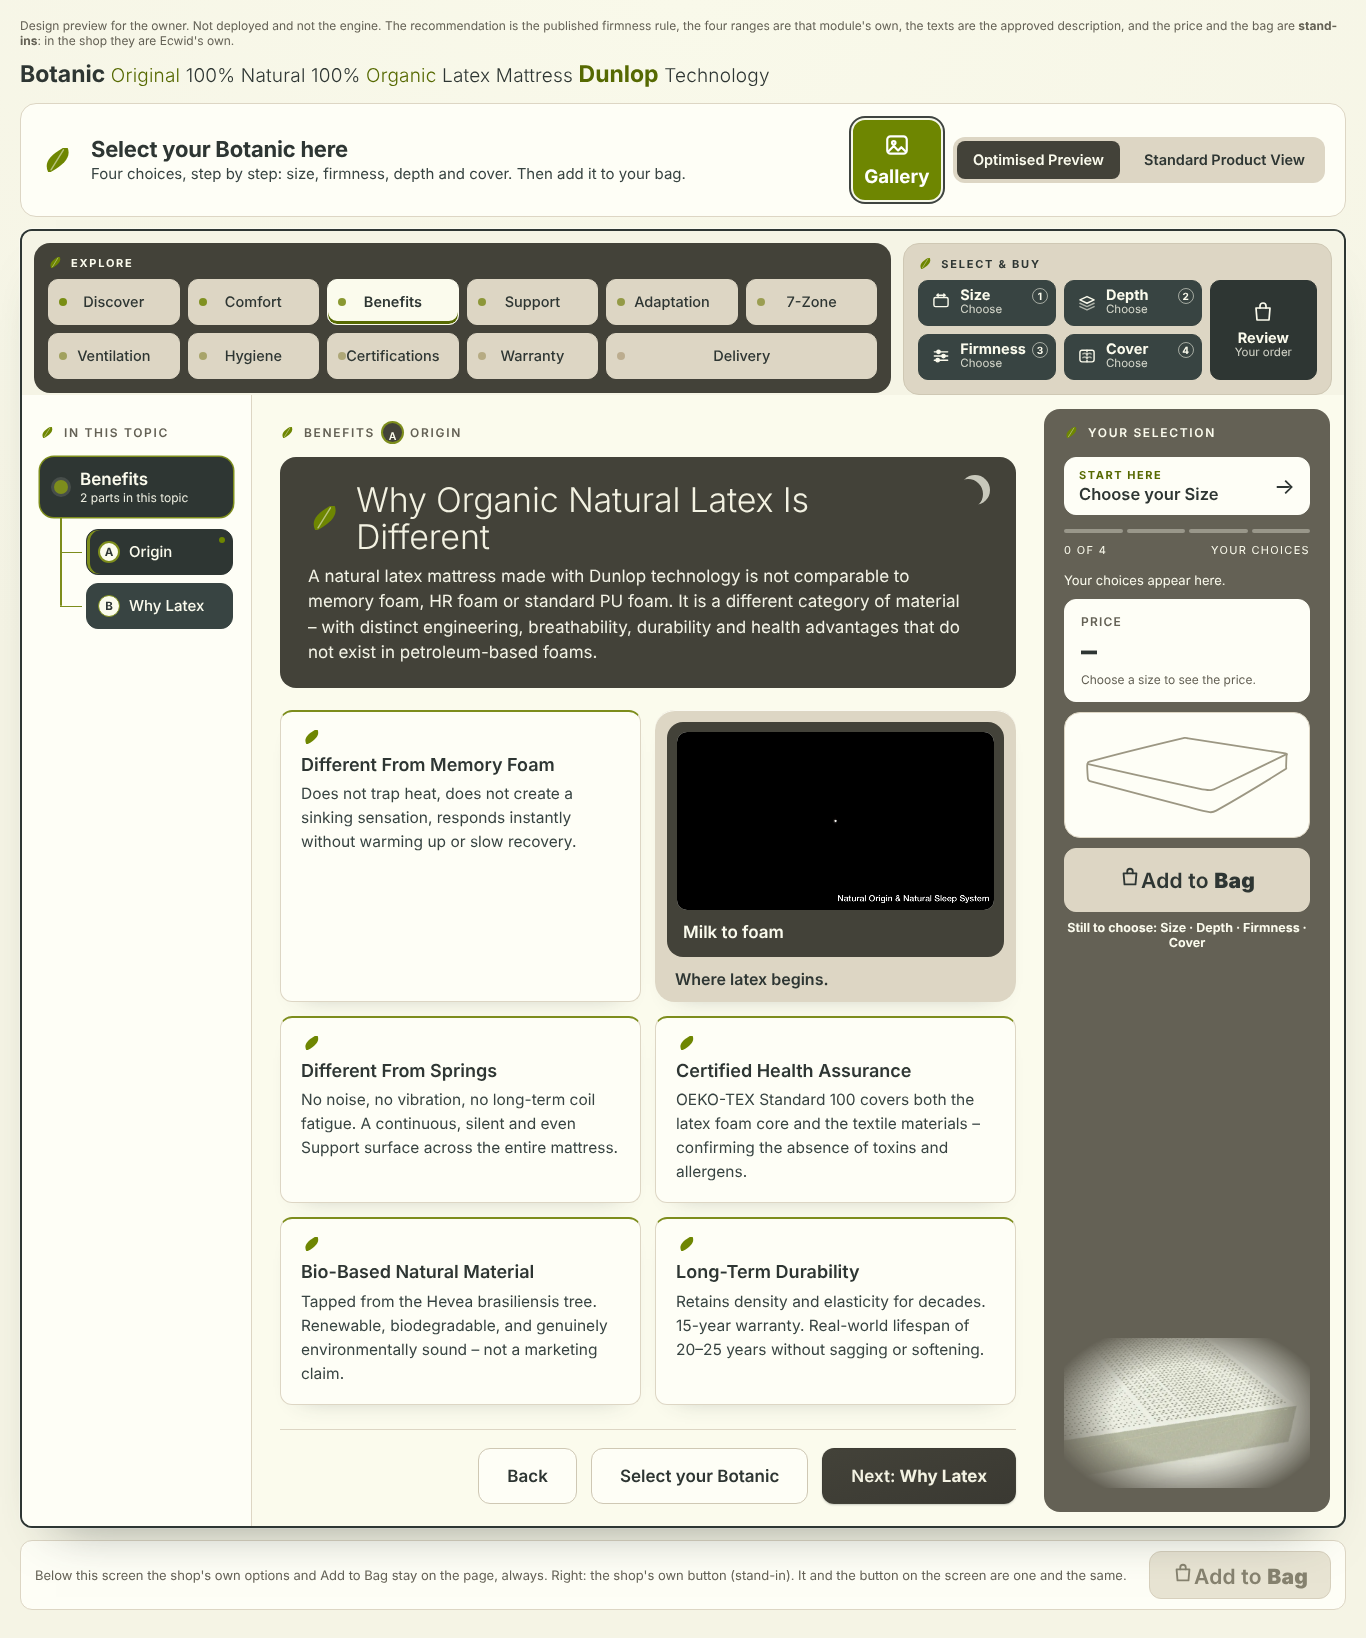 Design preview for the owner. Not deployed and not the engine. The recommendation is the published firmness rule, the four ranges are that module's own, the texts are the approved description, and the price and the bag are stand-
ins: in the shop they are Ecwid's own.
Botanic Original 100% Natural 100% Organic Latex Mattress Dunlop Technology
Select your Botanic here
Four choices, step by step: size, firmness, depth and cover. Then add it to your bag.
Gallery
Optimised Preview
Standard Product View
EXPLORE
Discover
Comfort
Benefits
Support
Adaptation
7-Zone
Ventilation
Hygiene
Certifications
Warranty
Delivery
SELECT & BUY
Size
Choose
1
Depth
Choose
2
Firmness
Choose
3
Cover
Choose
4
Review
Your order
IN THIS TOPIC
Benefits
2 parts in this topic
A Origin
B Why Latex
BENEFITS A ORIGIN
Why Organic Natural Latex Is
Different
A natural latex mattress made with Dunlop technology is not comparable to
memory foam, HR foam or standard PU foam. It is a different category of material
– with distinct engineering, breathability, durability and health advantages that do
not exist in petroleum-based foams.
Different From Memory Foam
Does not trap heat, does not create a
sinking sensation, responds instantly
without warming up or slow recovery.
Natural Origin & Natural Sleep System
Milk to foam
Where latex begins.
Different From Springs
No noise, no vibration, no long-term coil
fatigue. A continuous, silent and even
Support surface across the entire mattress.
Certified Health Assurance
OEKO-TEX Standard 100 covers both the
latex foam core and the textile materials –
confirming the absence of toxins and
allergens.
Bio-Based Natural Material
Tapped from the Hevea brasiliensis tree.
Renewable, biodegradable, and genuinely
environmentally sound – not a marketing
claim.
Long-Term Durability
Retains density and elasticity for decades.
15-year warranty. Real-world lifespan of
20–25 years without sagging or softening.
Back
Select your Botanic
Next: Why Latex
YOUR SELECTION
START HERE
Choose your Size
0 OF 4
YOUR CHOICES
Your choices appear here.
PRICE
–
Choose a size to see the price.
Add to Bag
Still to choose: Size · Depth · Firmness ·
Cover
Below this screen the shop's own options and Add to Bag stay on the page, always. Right: the shop's own button (stand-in). It and the button on the screen are one and the same.
Add to Bag